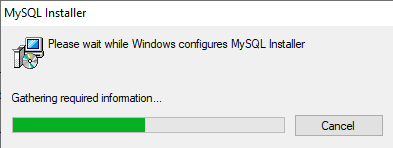 MySQL Installer
Please wait while Windows configures MySQL Installer
Gathering required information...
Cancel